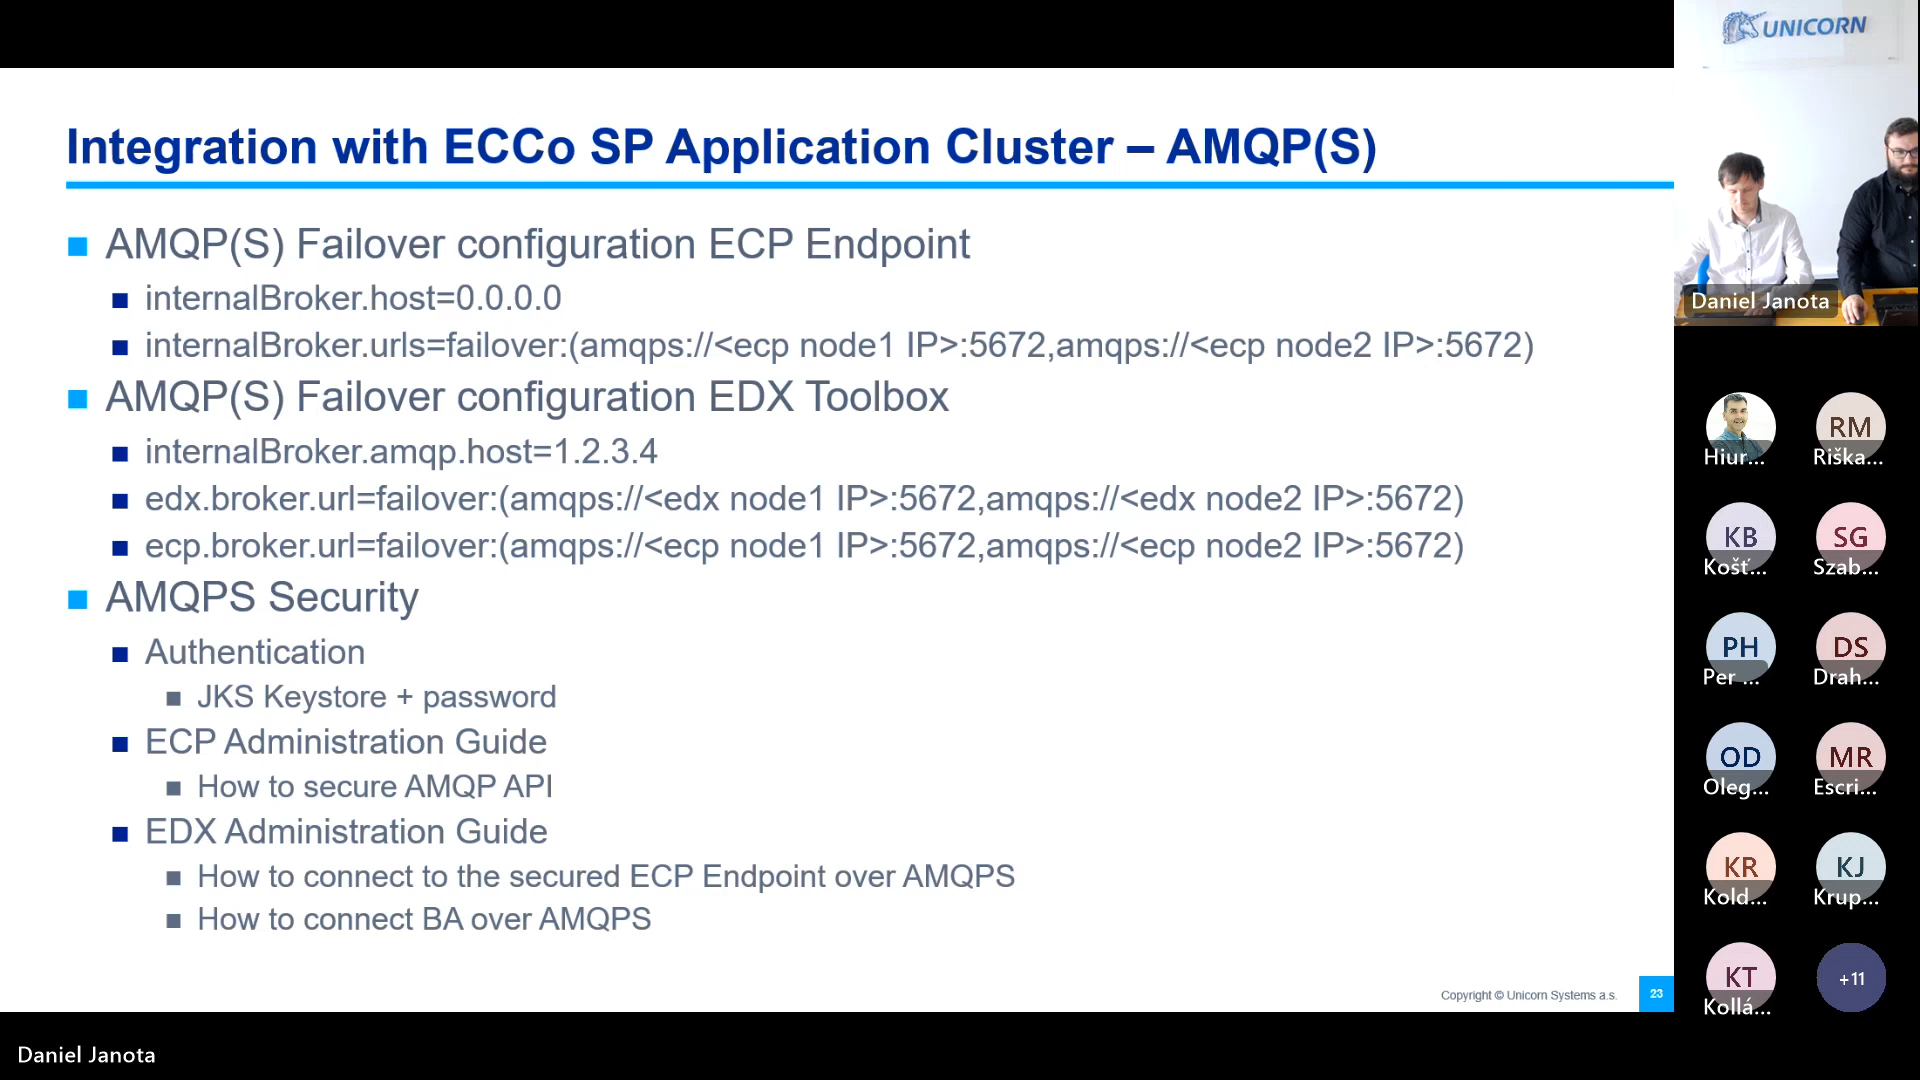 UNICORN
Integration with ECCo SP Application Cluster – AMQP(S)
AMQP(S) Failover configuration ECP Endpoint
internalBroker.host=0.0.0.0
internalBroker.urls=failover:(amqps://<ecp node1 IP>:5672,amqps://<ecp node2 IP>:5672)
AMQP(S) Failover configuration EDX Toolbox
internalBroker.amqp.host=1.2.3.4
edx.broker.url=failover:(amqps://<edx node1 IP>:5672,amqps://<edx node2 IP>:5672)
ecp.broker.url=failover:(amqps://<ecp node1 IP>:5672,amqps://<ecp node2 IP>:5672)
AMQPS Security
Authentication
JKS Keystore + password
ECP Administration Guide
How to secure AMQP API
EDX Administration Guide
How to connect to the secured ECP Endpoint over AMQPS
How to connect BA over AMQPS
Copyright © Unicorn Systems a.s.
23
Daniel Janota
Hiur...
RM
Riška...
KB
Košť...
SG
Szab...
PH
Per ...
DS
Drah...
OD
Oleg...
MR
Escri...
KR
Kold...
KJ
Krup...
KT
Kollá...
+11
Daniel Janota